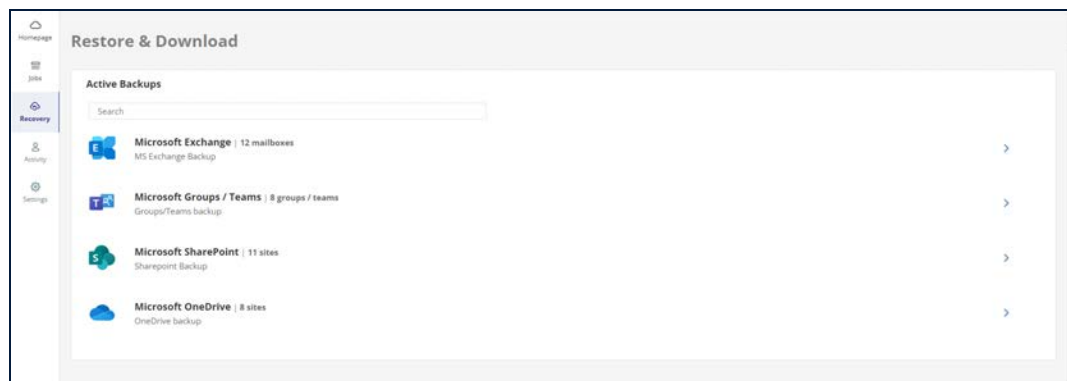 Homepage
Jobs
Recovery
Activity
Settings
Restore & Download
Active Backups
Search
Microsoft Exchange | 12 mailboxes
MS Exchange Backup
Microsoft Groups / Teams | 8 groups / teams
Groups/Teams backup
Microsoft SharePoint | 11 sites
Sharepoint Backup
Microsoft OneDrive | 8 sites
OneDrive backup